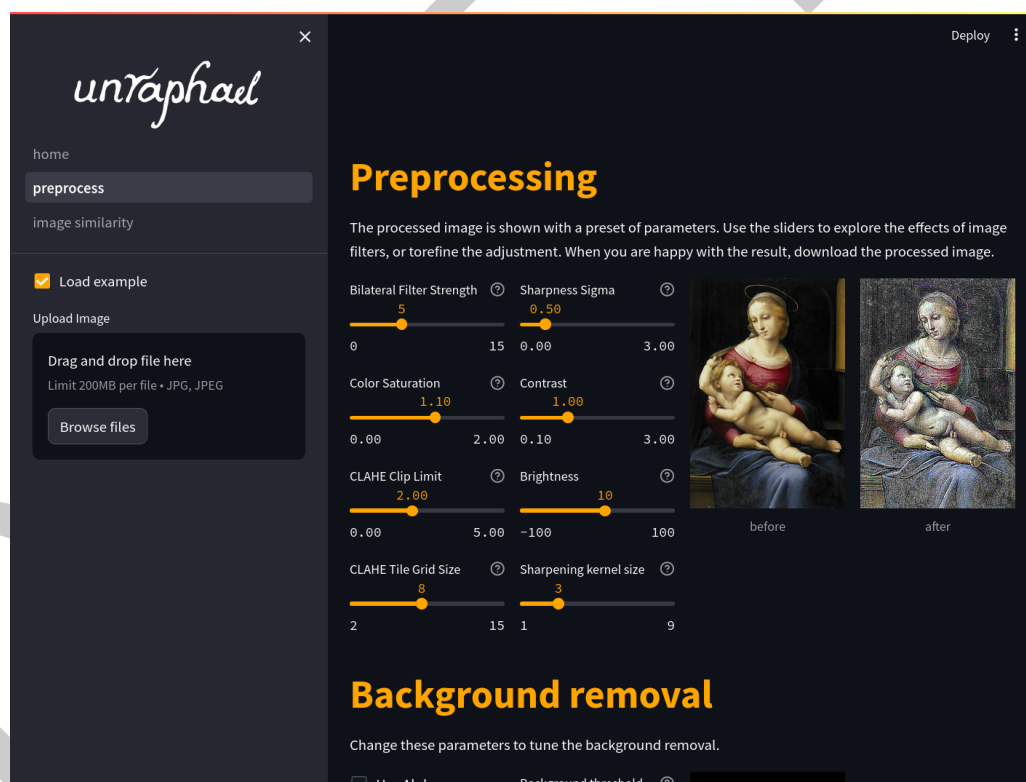 Deploy
unraphael
home
preprocess
image similarity
Load example
Upload Image
Drag and drop file here
Limit 200MB per file • JPG, JPEG
Browse files
Preprocessing
The processed image is shown with a preset of parameters. Use the sliders to explore the effects of image
filters, or torefine the adjustment. When you are happy with the result, download the processed image.
Bilateral Filter Strength
5
0 15
Sharpness Sigma
0.50
0.00 3.00
Color Saturation
1.10
0.00 2.00
Contrast
1.00
0.10 3.00
CLAHE Clip Limit
2.00
0.00 5.00
Brightness
10
-100 100
CLAHE Tile Grid Size
8
2 15
Sharpening kernel size
3
1 9
before
after
Background removal
Change these parameters to tune the background removal.
Background threshold